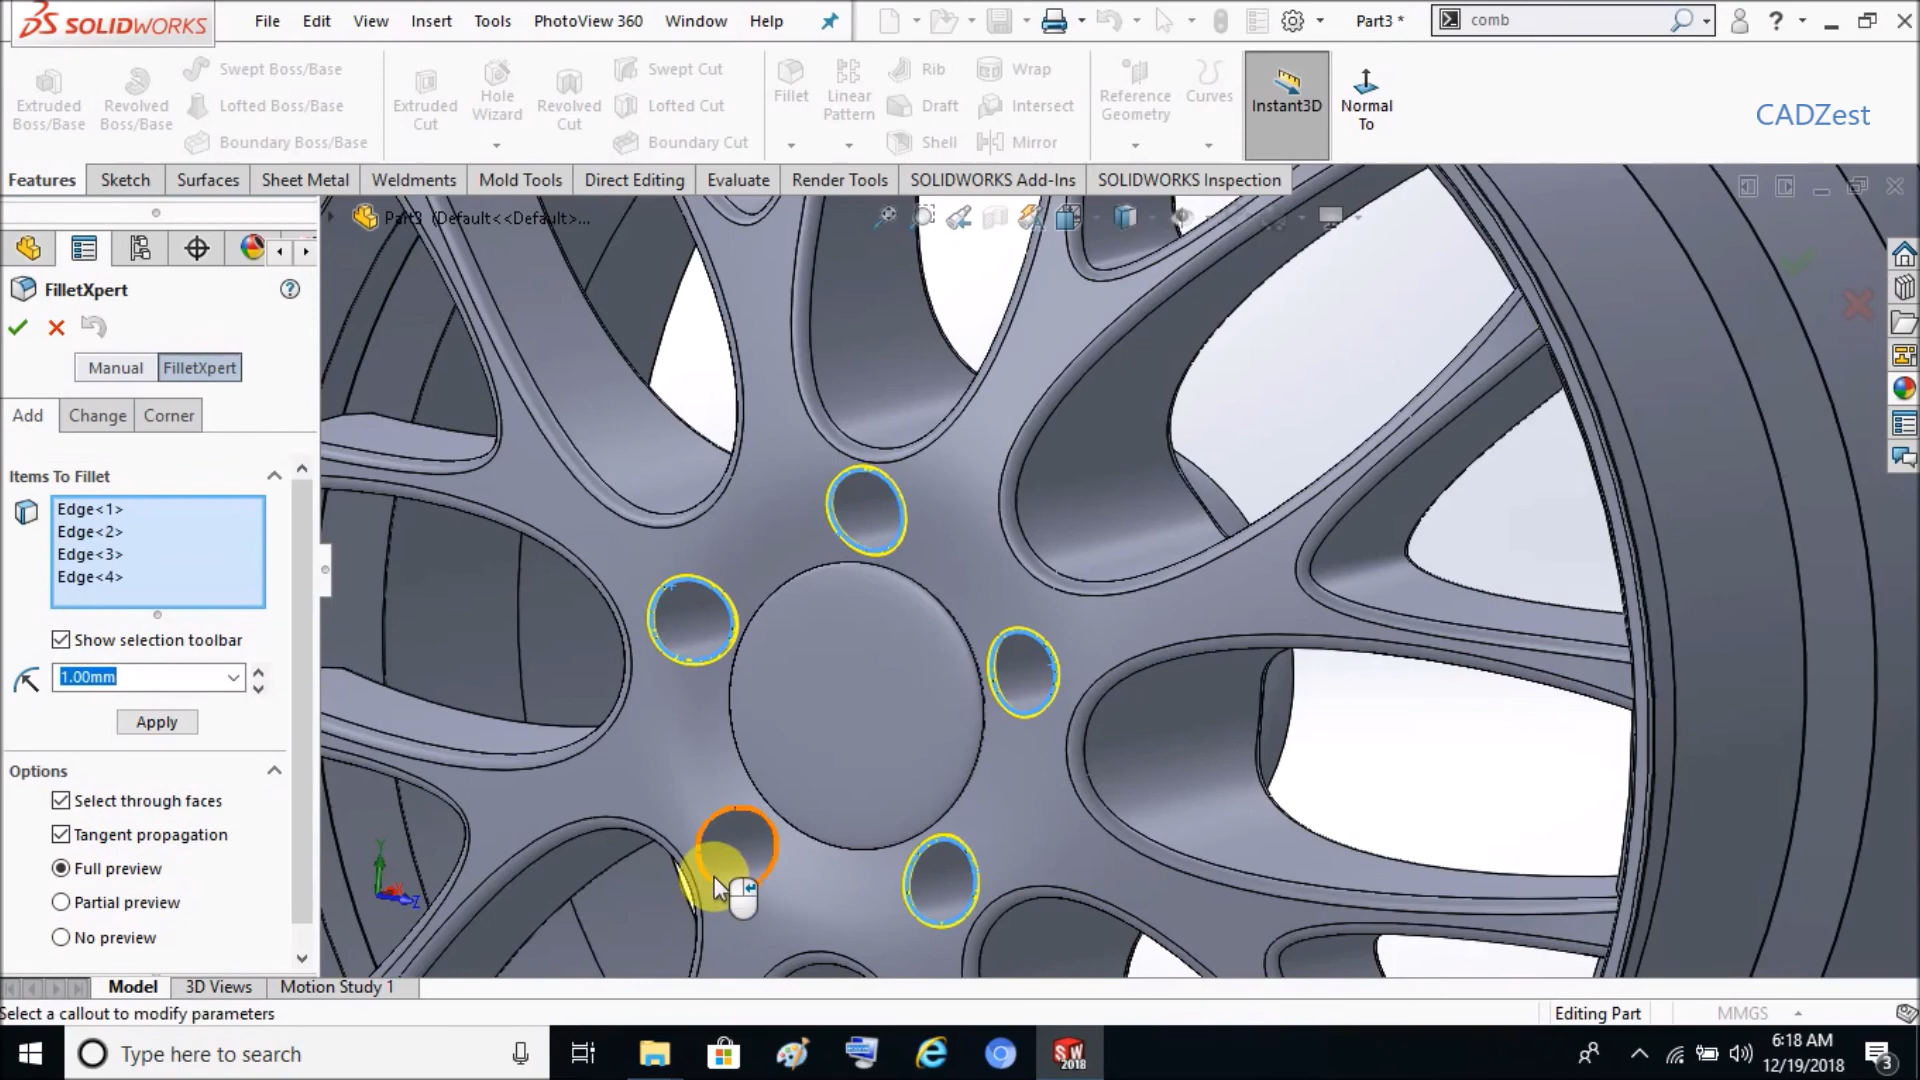 SOLIDWORKS File Edit View Insert Tools PhotoView 360 Window Help Part3 * comb
Extruded Boss/Base
Revolved Boss/Base
Swept Boss/Base
Lofted Boss/Base
Boundary Boss/Base
Extruded Cut
Hole Wizard
Revolved Cut
Swept Cut
Lofted Cut
Boundary Cut
Fillet
Linear Pattern
Rib
Draft
Shell
Wrap
Intersect
Mirror
Reference Geometry
Curves
Instant3D
Normal To
CADZest
Features Sketch Surfaces Sheet Metal Weldments Mold Tools Direct Editing Evaluate Render Tools SOLIDWORKS Add-Ins SOLIDWORKS Inspection
Part3 (Default<<Default>...
FilletXpert
Manual FilletXpert
Add Change Corner
Items To Fillet
Edge<1>
Edge<2>
Edge<3>
Edge<4>
Show selection toolbar
1.00mm
Apply
Options
Select through faces
Tangent propagation
Full preview
Partial preview
No preview
Y
Z
Model 3D Views Motion Study 1
Select a callout to modify parameters Editing Part MMGS
Type here to search
SW 2018
6:18 AM
12/19/2018
3